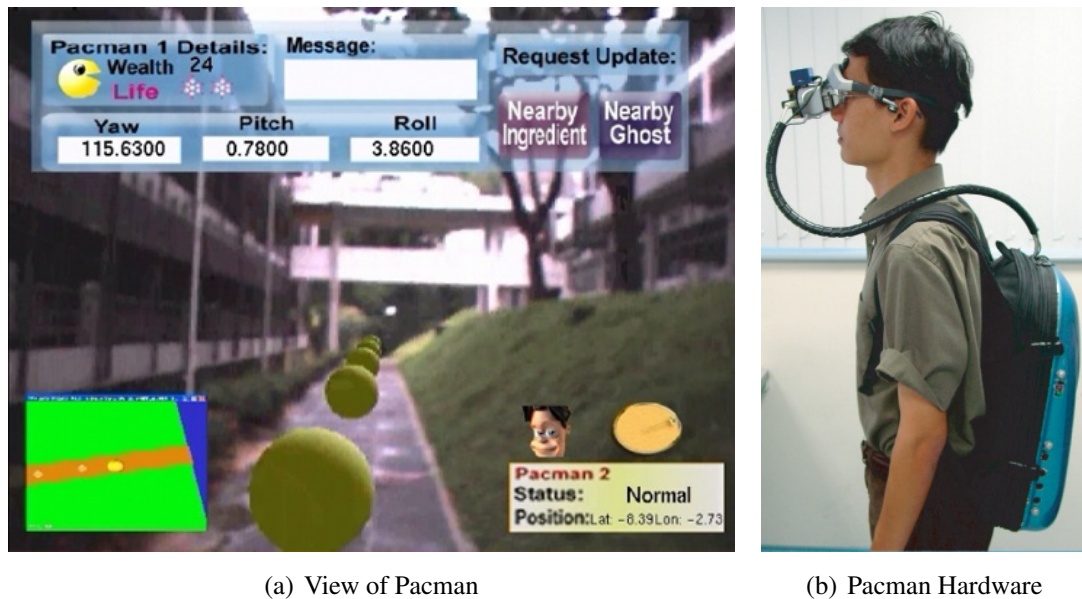 Pacman 1 Details:
Wealth 24
Life
Message:
Request Update:
Nearby
Ingredient
Nearby
Ghost
Yaw
115.6300
Pitch
0.7800
Roll
3.8600
Pacman 2
Status: Normal
Position:Lat: -8.39Lon: -2.73
(a) View of Pacman
(b) Pacman Hardware